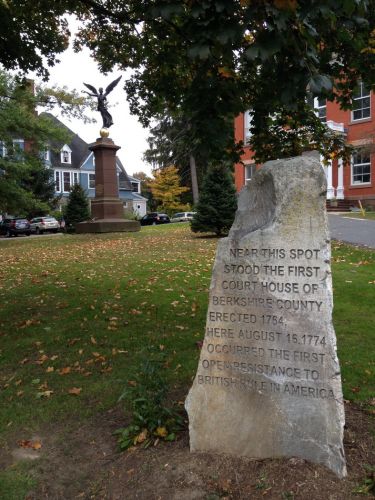 NEAR THIS SPOT
STOOD THE FIRST
COURT HOUSE OF
BERKSHIRE COUNTY
ERECTED 1764.
HERE AUGUST 16, 1774
OCCURRED THE FIRST
OPEN RESISTANCE TO
BRITISH RULE IN AMERICA